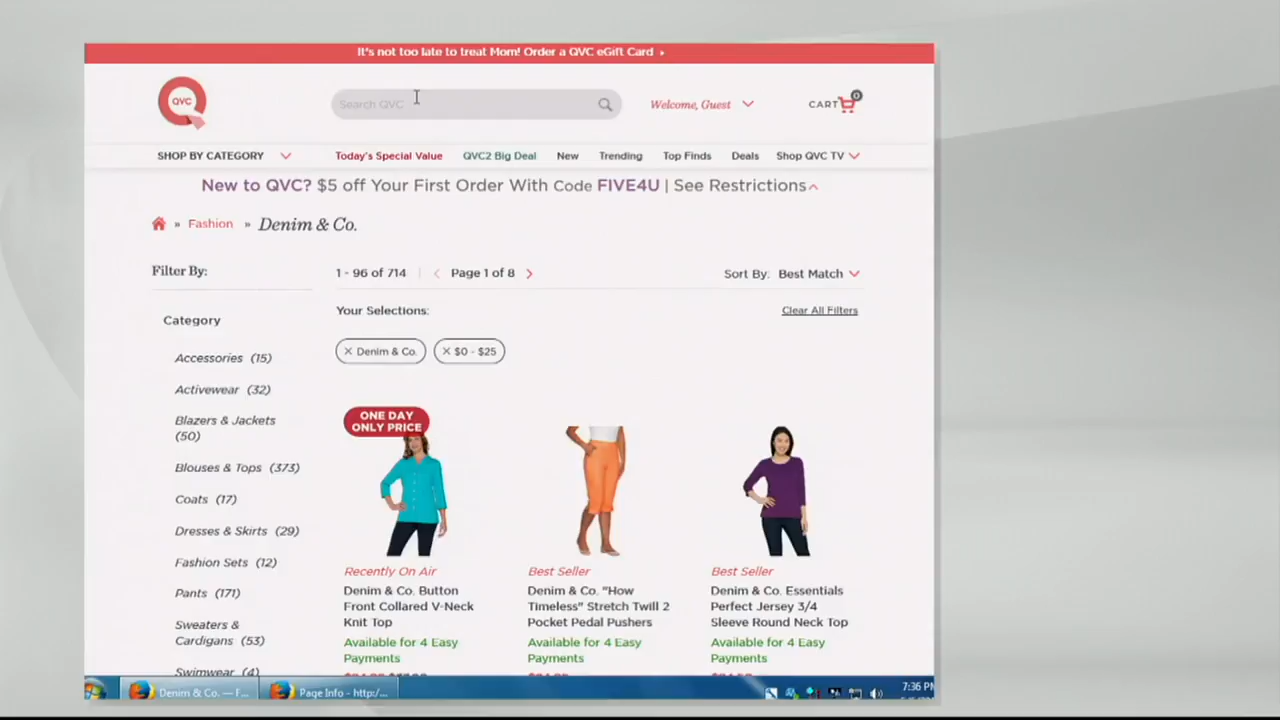 It's not too late to treat Mom! Order a QVC eGift Card
QVC
Search QVC
Welcome, Guest
CART
0
SHOP BY CATEGORY
Today's Special Value
QVC2 Big Deal
New
Trending
Top Finds
Deals
Shop QVC TV
New to QVC? $5 off Your First Order With Code FIVE4U | See Restrictions
» Fashion » Denim & Co.
Filter By:
1 - 96 of 714
Page 1 of 8
Sort By: Best Match
Your Selections:
Clear All Filters
× Denim & Co.
× $0 - $25
Category
Accessories (15)
Activewear (32)
Blazers & Jackets
(50)
Blouses & Tops (373)
Coats (17)
Dresses & Skirts (29)
Fashion Sets (12)
Pants (171)
Sweaters &
Cardigans (53)
Swimwear (4)
ONE DAY
ONLY PRICE
Recently On Air
Denim & Co. Button
Front Collared V-Neck
Knit Top
Available for 4 Easy
Payments
Best Seller
Denim & Co. "How
Timeless" Stretch Twill 2
Pocket Pedal Pushers
Available for 4 Easy
Payments
Best Seller
Denim & Co. Essentials
Perfect Jersey 3/4
Sleeve Round Neck Top
Available for 4 Easy
Payments
Denim & Co. — F...
Page Info - http:/...
7:36 PM